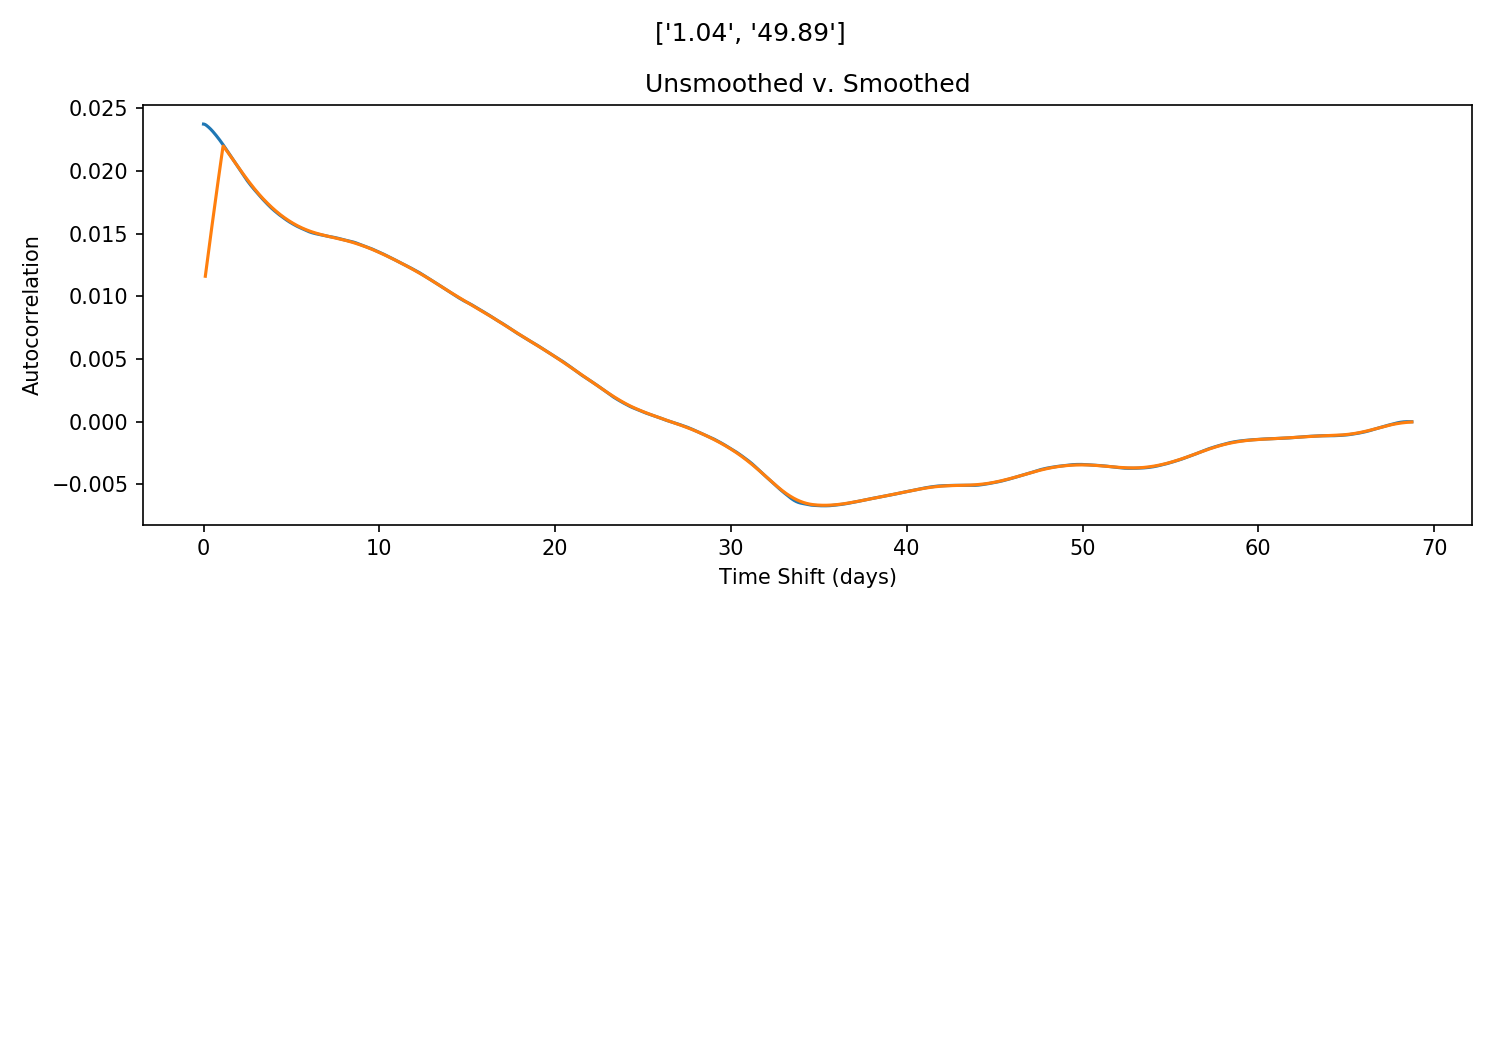 ['1.04', '49.89']
Unsmoothed v. Smoothed
0.025
0.020
0.015
0.010
0.005
0.000
−0.005
Autocorrelation
0 10 20 30 40 50 60 70
Time Shift (days)